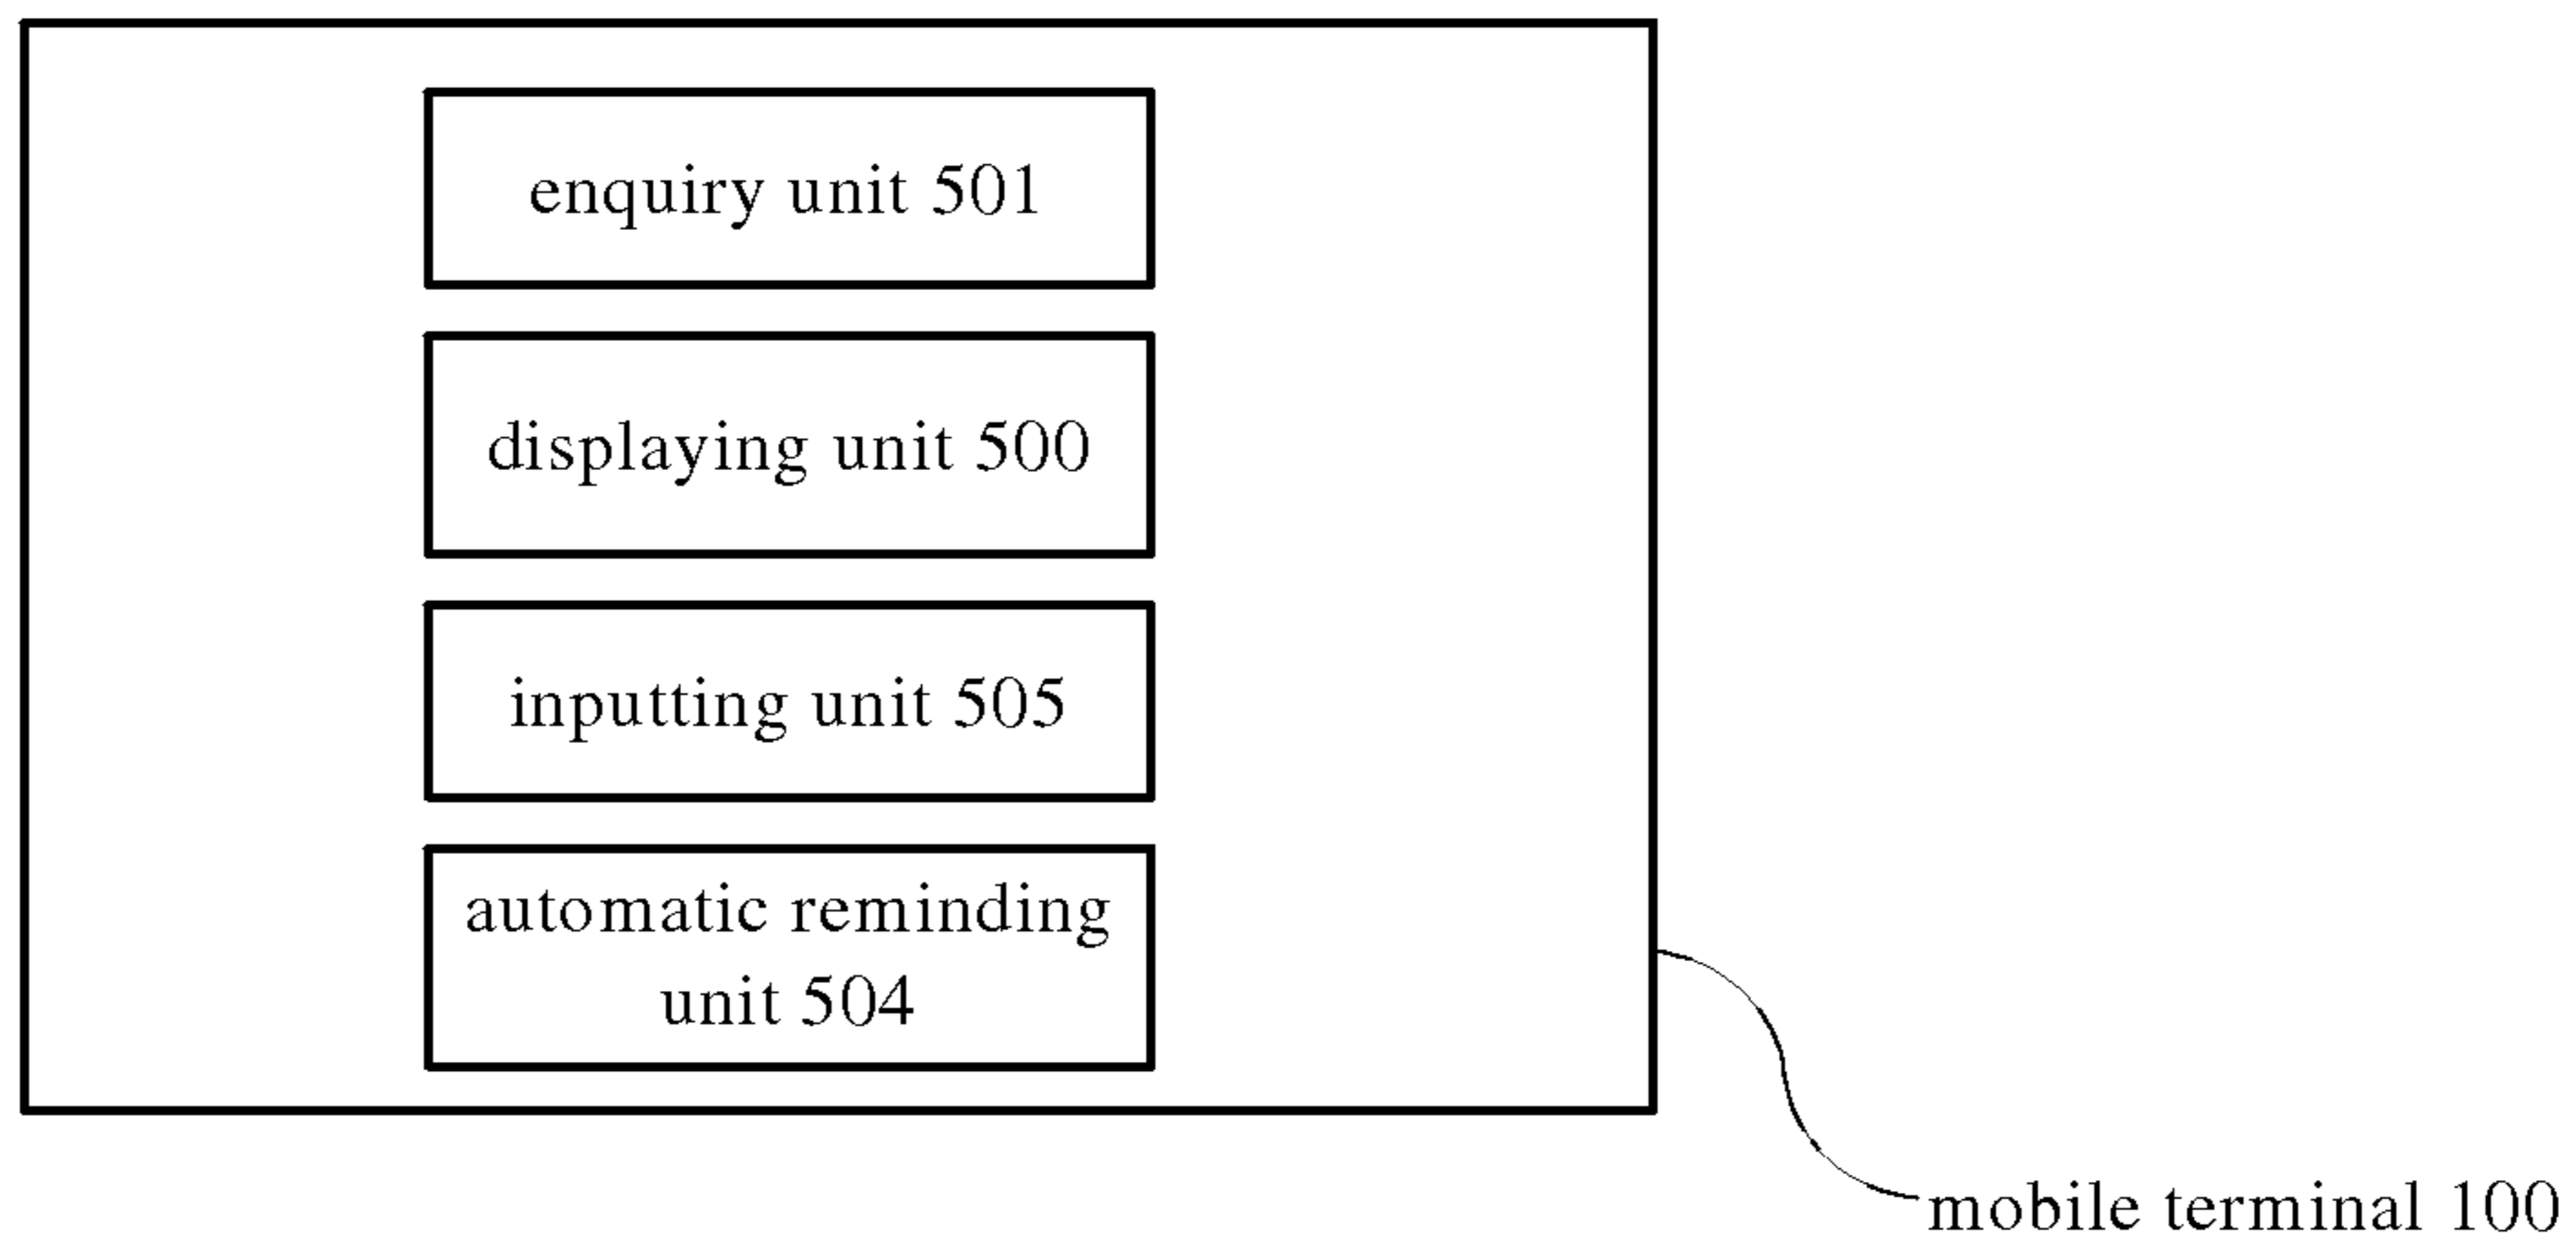 enquiry unit 501
displaying unit 500
inputting unit 505
automatic reminding
unit 504
mobile terminal 100